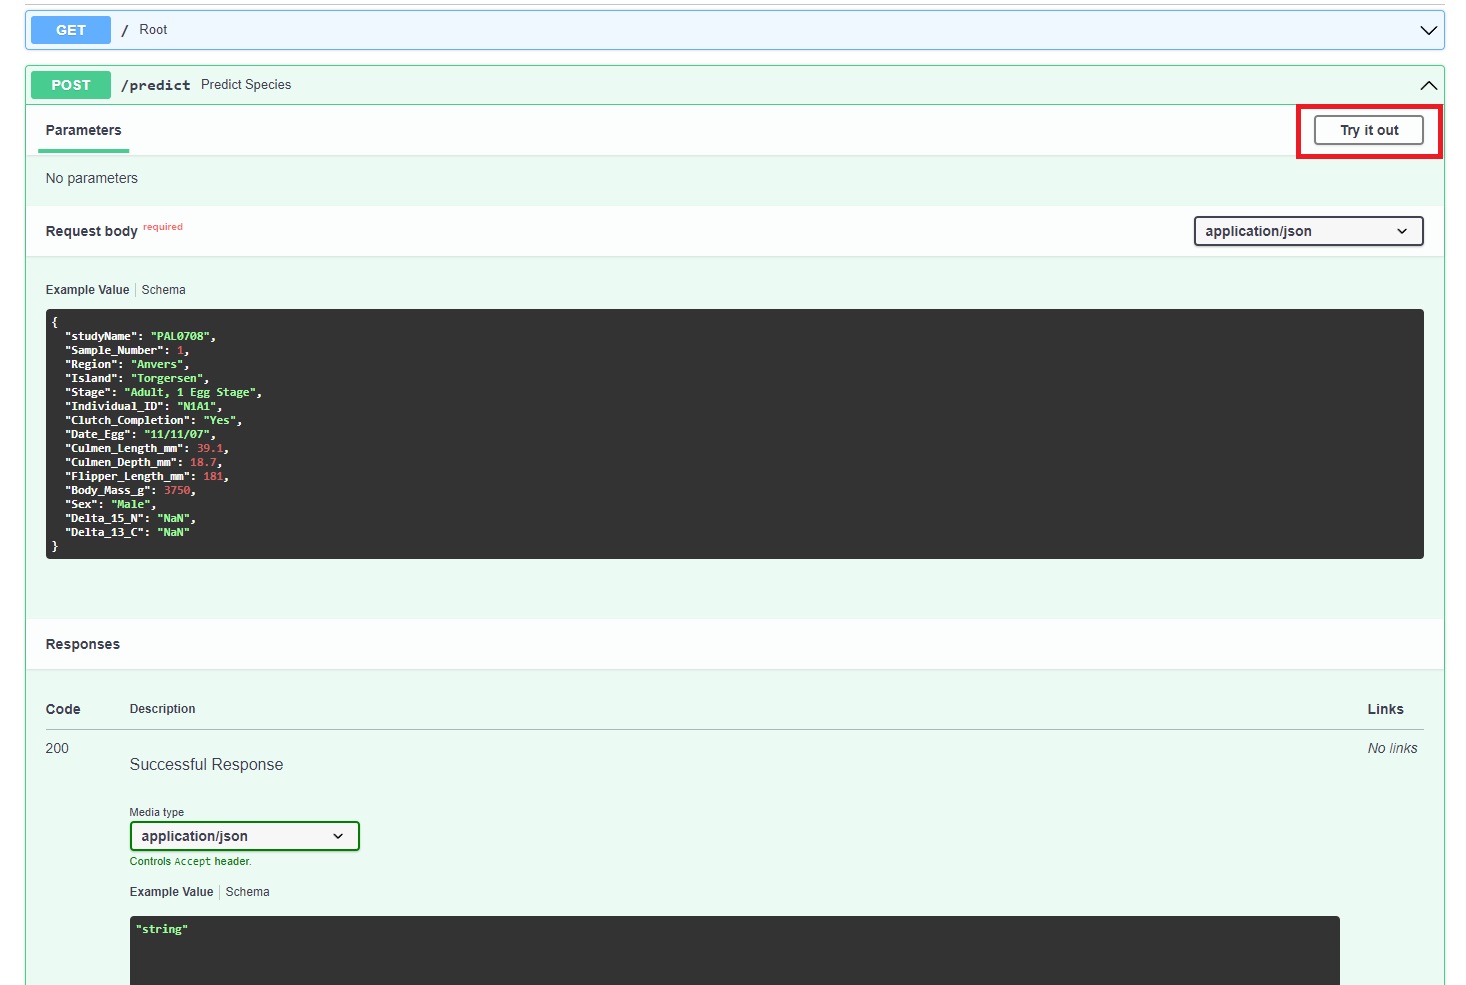 GET / Root
POST /predict Predict Species
Parameters
Try it out
No parameters
Request body required
application/json
Example Value Schema
{
"studyName": "PAL0708",
"Sample_Number": 1,
"Region": "Anvers",
"Island": "Torgersen",
"Stage": "Adult, 1 Egg Stage",
"Individual_ID": "N1A1",
"Clutch_Completion": "Yes",
"Date_Egg": "11/11/07",
"Culmen_Length_mm": 39.1,
"Culmen_Depth_mm": 18.7,
"Flipper_Length_mm": 181,
"Body_Mass_g": 3750,
"Sex": "Male",
"Delta_15_N": "NaN",
"Delta_13_C": "NaN"
}
Responses
Code Description Links
200 No links
Successful Response
Media type
application/json
Controls Accept header.
Example Value Schema
"string"